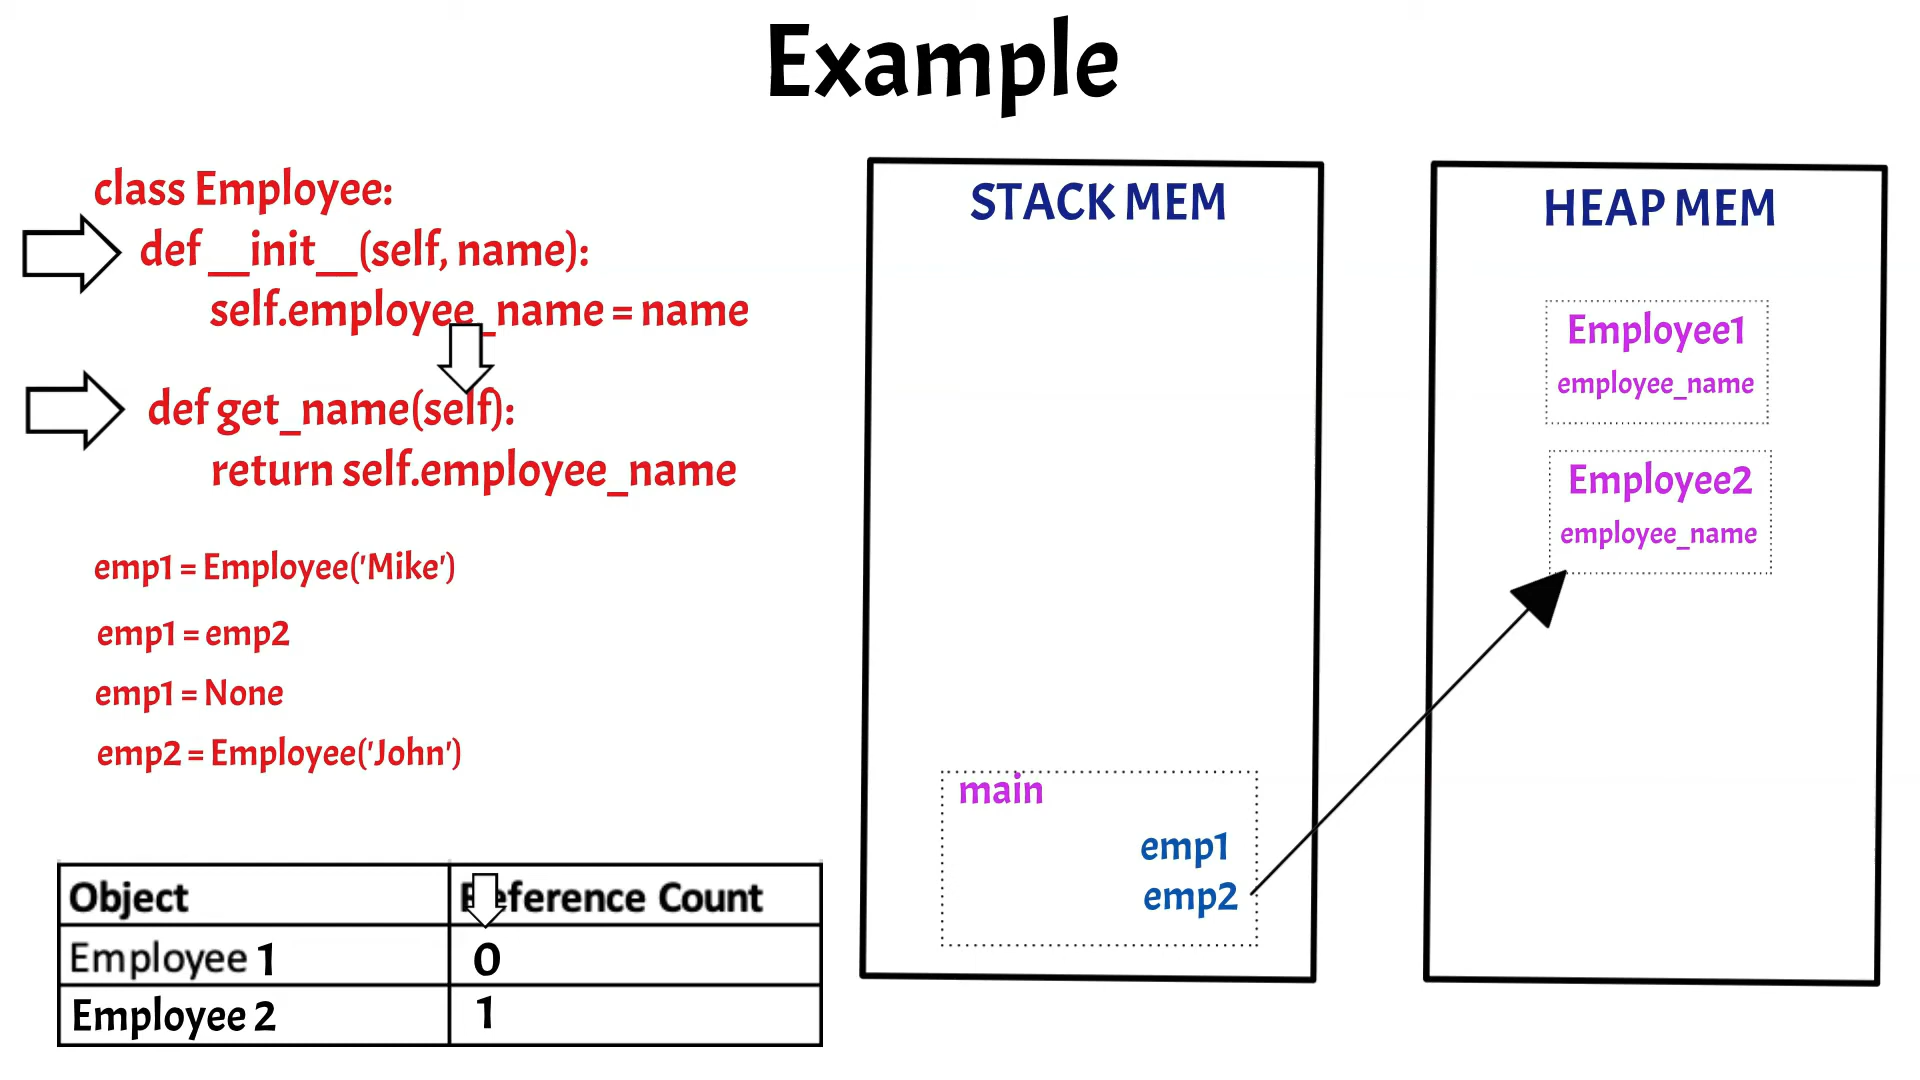 Example
class Employee:
def __init__(self, name):
self.employee_name = name
def get_name(self):
return self.employee_name
emp1 = Employee('Mike')
emp1 = emp2
emp1 = None
emp2 = Employee('John')
Object Reference Count
Employee 1 0
Employee 2 1
STACK MEM
main
emp1
emp2
HEAP MEM
Employee1
employee_name
Employee2
employee_name